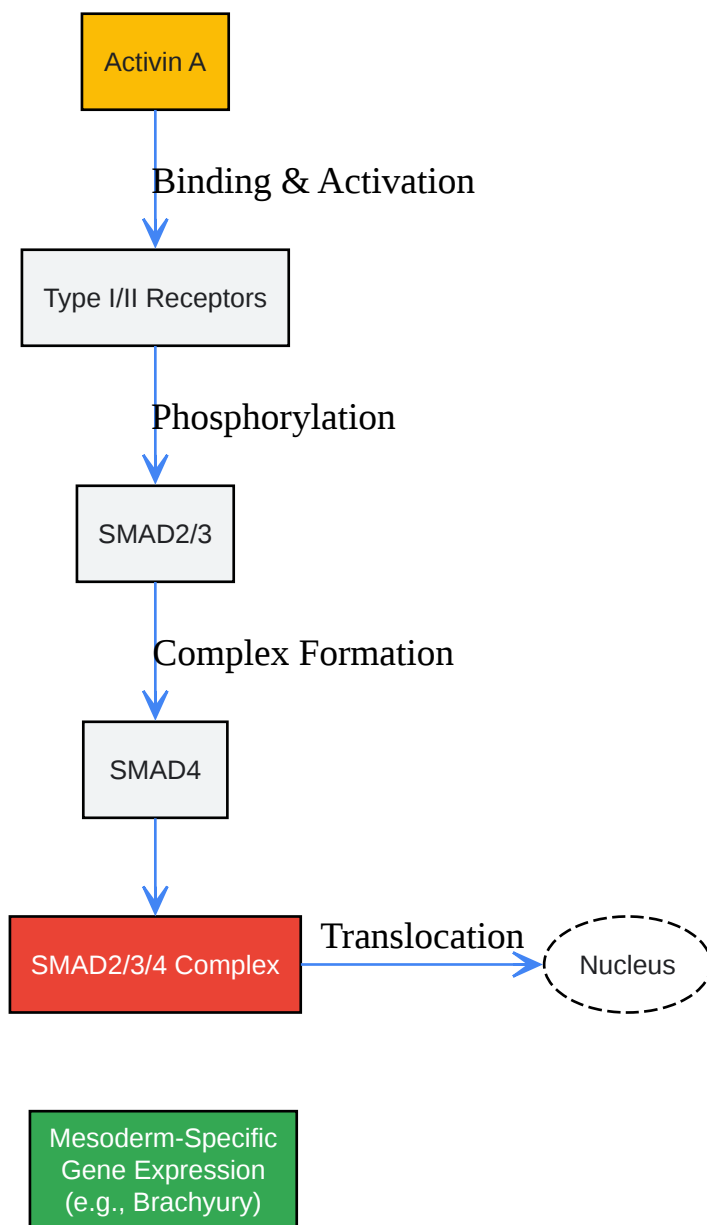 Activin A
Binding & Activation
Type I/II Receptors
Phosphorylation
SMAD2/3
Complex Formation
SMAD4
SMAD2/3/4 Complex
Translocation
Nucleus
Mesoderm-Specific
Gene Expression
(e.g., Brachyury)